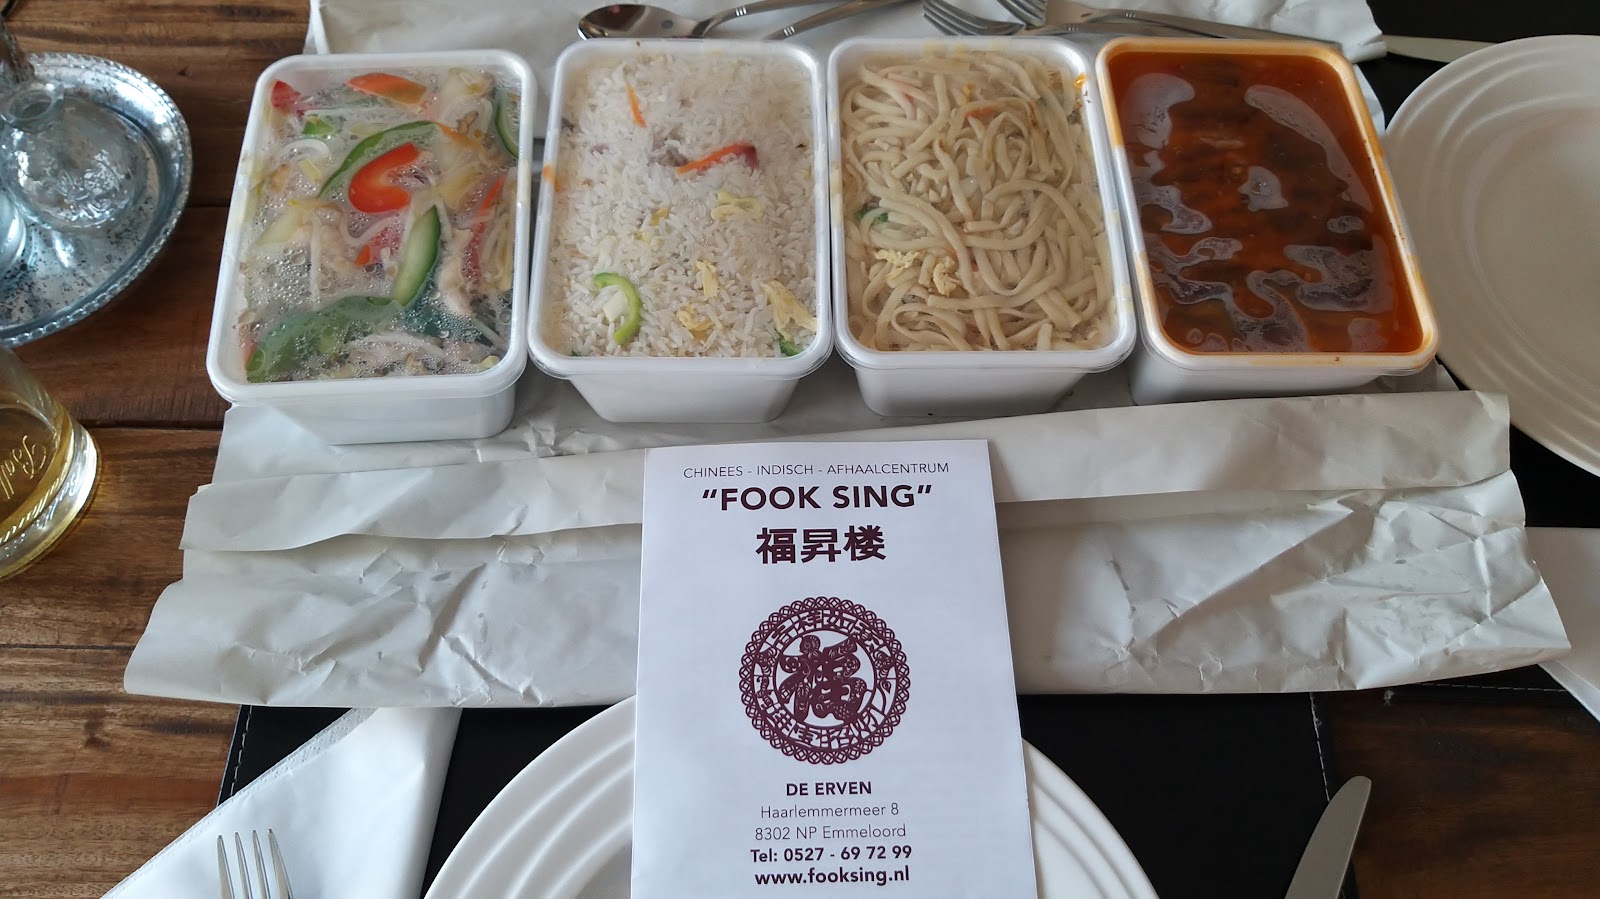 CHINEES - INDISCH - AFHAALCENTRUM
“FOOK SING”
福昇楼
DE ERVEN
Haarlemmermeer 8
8302 NP Emmeloord
Tel: 0527 - 69 72 99
www.fooksing.nl